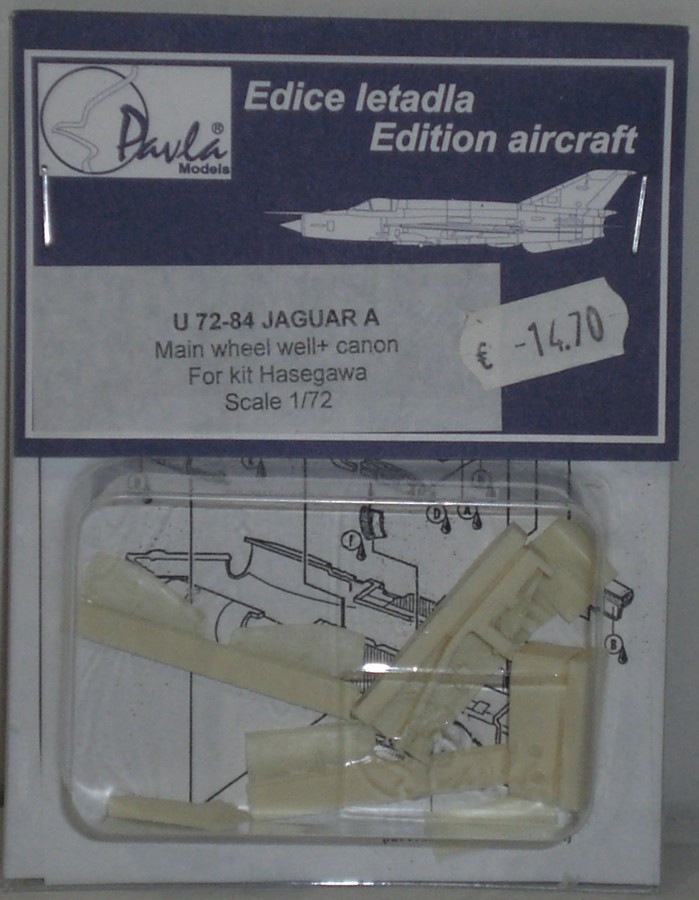 Pavla ®
Models
Edice letadla
Edition aircraft
U 72-84 JAGUAR A
Main wheel well+ canon
For kit Hasegawa
Scale 1/72
€ -14.70
D
A
f
B